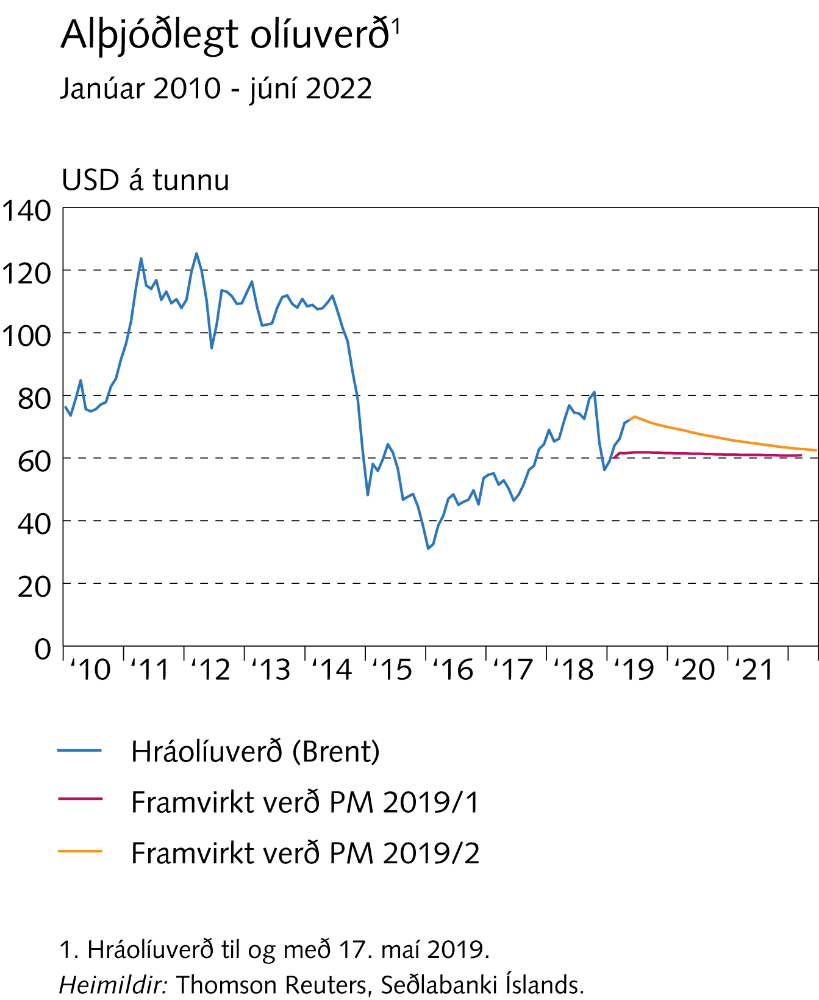 Alþjóðlegt olíuverð¹
Janúar 2010 - júní 2022
USD á tunnu
140
120
100
80
60
40
20
0
‘10 ‘11 ‘12 ‘13 ‘14 ‘15 ‘16 ‘17 ‘18 ‘19 ‘20 ‘21
Hráolíuverð (Brent)
Framvirkt verð PM 2019/1
Framvirkt verð PM 2019/2
1. Hráolíuverð til og með 17. maí 2019.
Heimildir: Thomson Reuters, Seðlabanki Íslands.